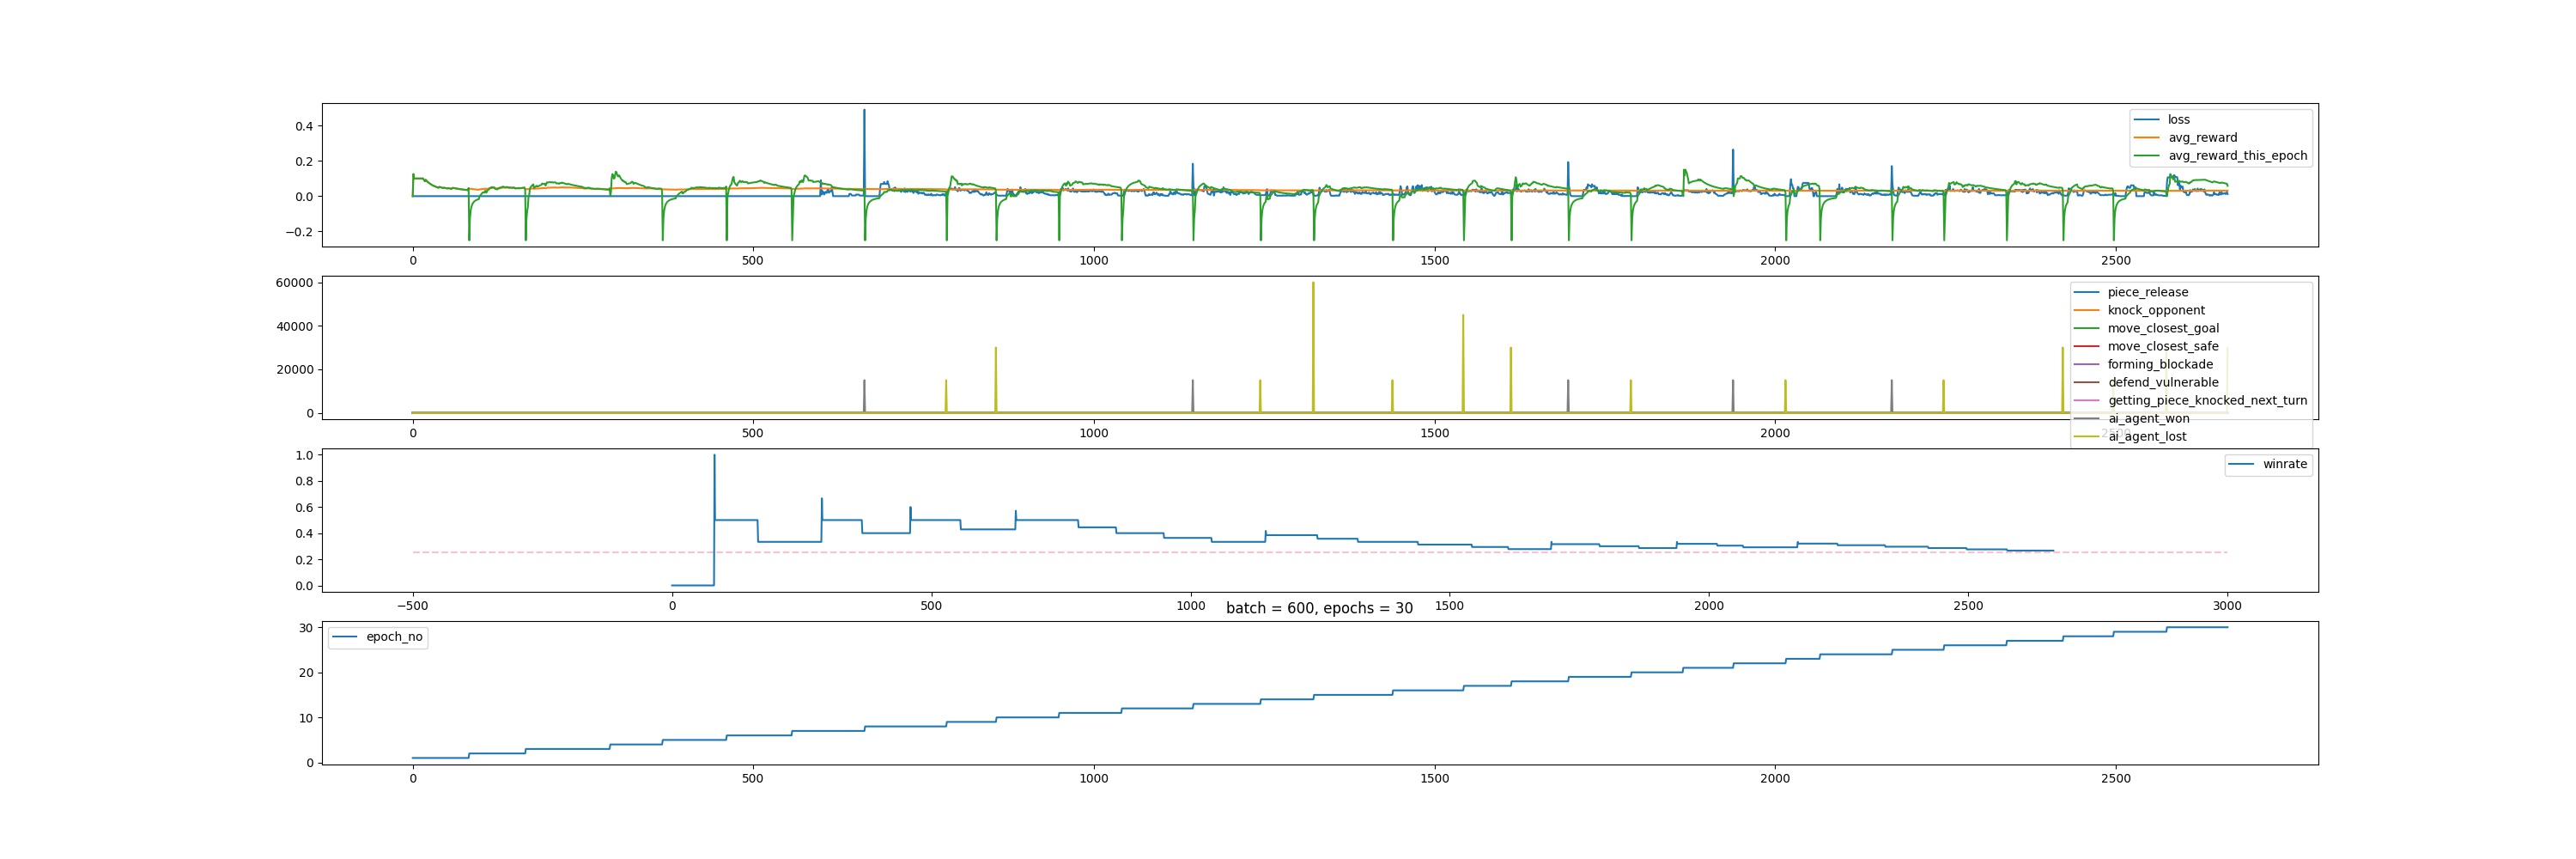 0.4
0.2
0.0
−0.2
loss
avg_reward
avg_reward_this_epoch
0 500 1000 1500 2000 2500
60000
40000
20000
0
piece_release
knock_opponent
move_closest_goal
move_closest_safe
forming_blockade
defend_vulnerable
getting_piece_knocked_next_turn
ai_agent_won
ai_agent_lost
0 500 1000 1500 2000 2500
1.0
0.8
0.6
0.4
0.2
0.0
winrate
−500 0 500 1000 1500 2000 2500 3000
batch = 600, epochs = 30
30
20
10
0
epoch_no
0 500 1000 1500 2000 2500